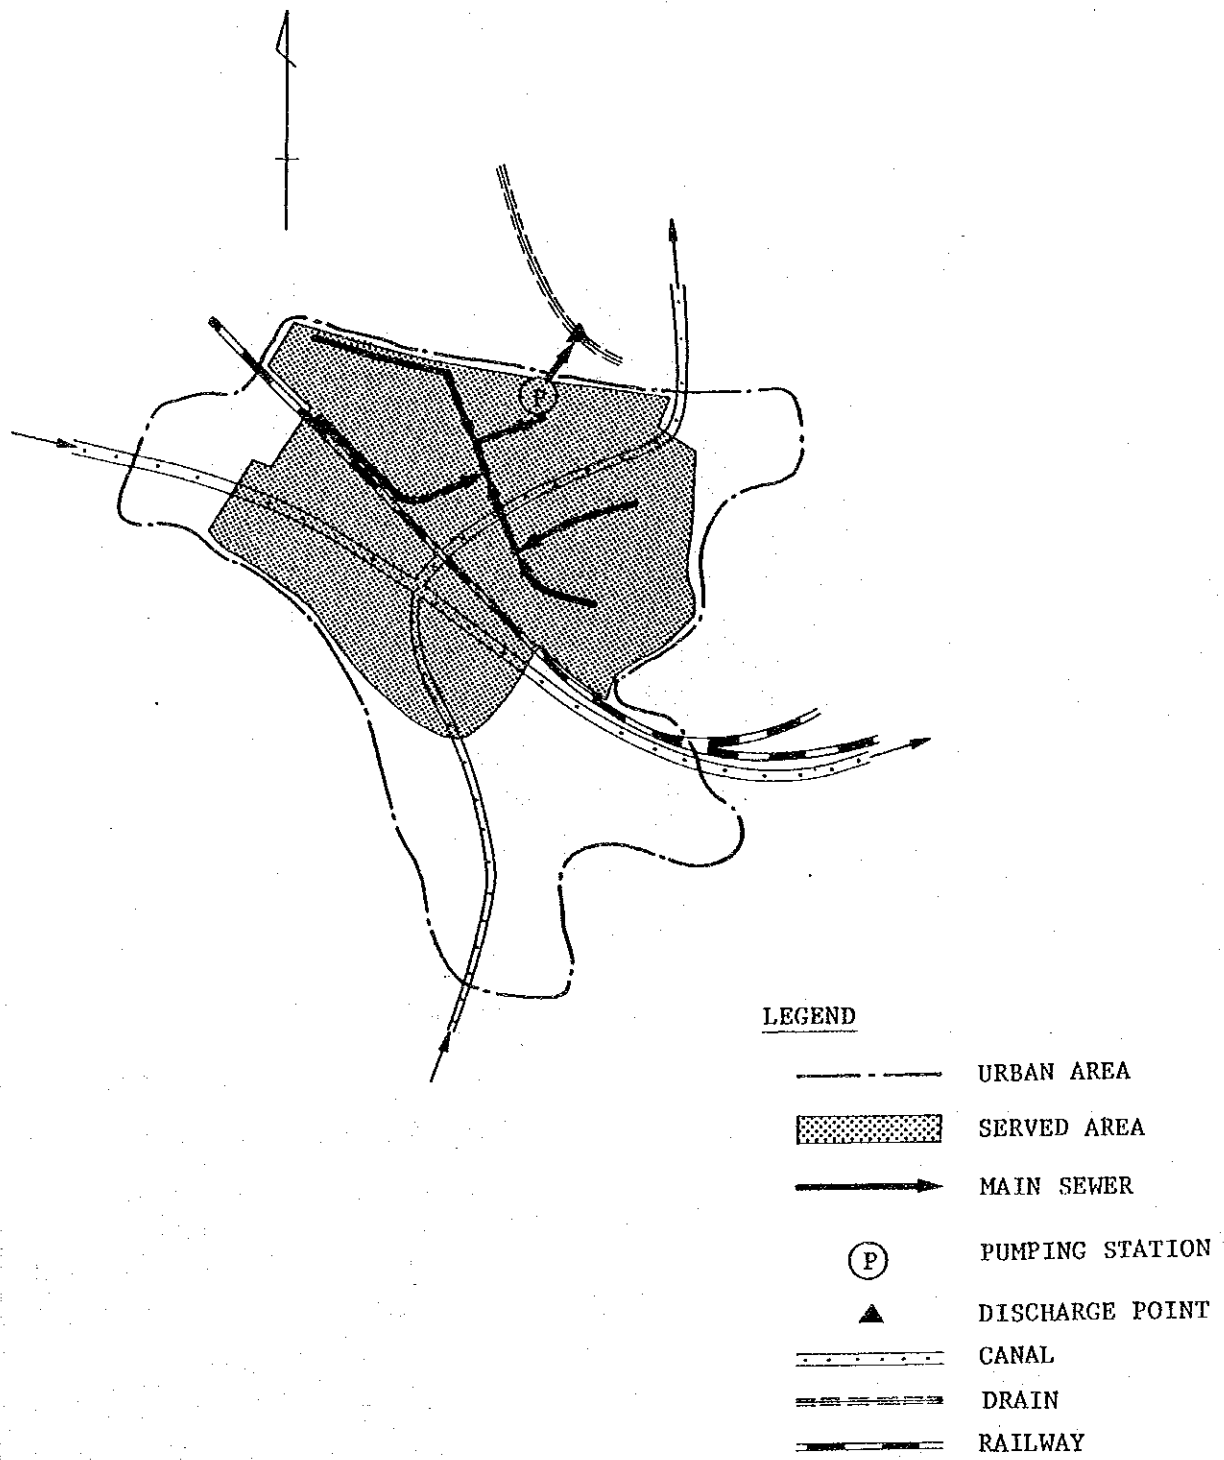 P
LEGEND
URBAN AREA
SERVED AREA
MAIN SEWER
P PUMPING STATION
DISCHARGE POINT
CANAL
DRAIN
RAILWAY